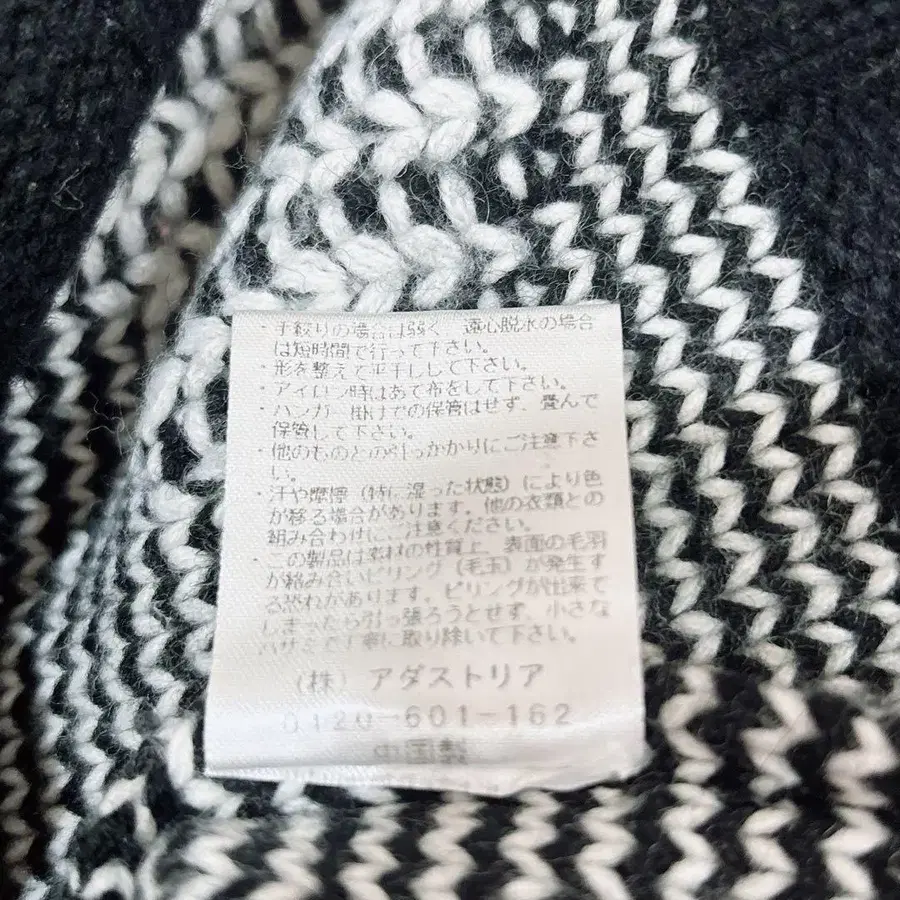 ・手絞りの場合は弱く 遠心脱水の場合
は短時間で行って下さい。
・形を整えて平干しして下さい。
・アイロン時はあて布をして下さい。
・ハンガー掛けでの保管はせず、畳んで
保管して下さい。
・他のものとの引っかかりにご注意下さ
い。
・汗や摩擦（特に湿った状態）により色
が移る場合があります。他の衣類との
組み合わせにご注意ください。
・この製品は素材の性質上、表面の毛羽
が絡み合いピリング（毛玉）が発生す
る恐れがあります。ピリングが出来て
しまったら引っ張ろうとせず、小さな
ハサミで丁寧に取り除いて下さい。
（株）アダストリア
0120-601-162
中国製